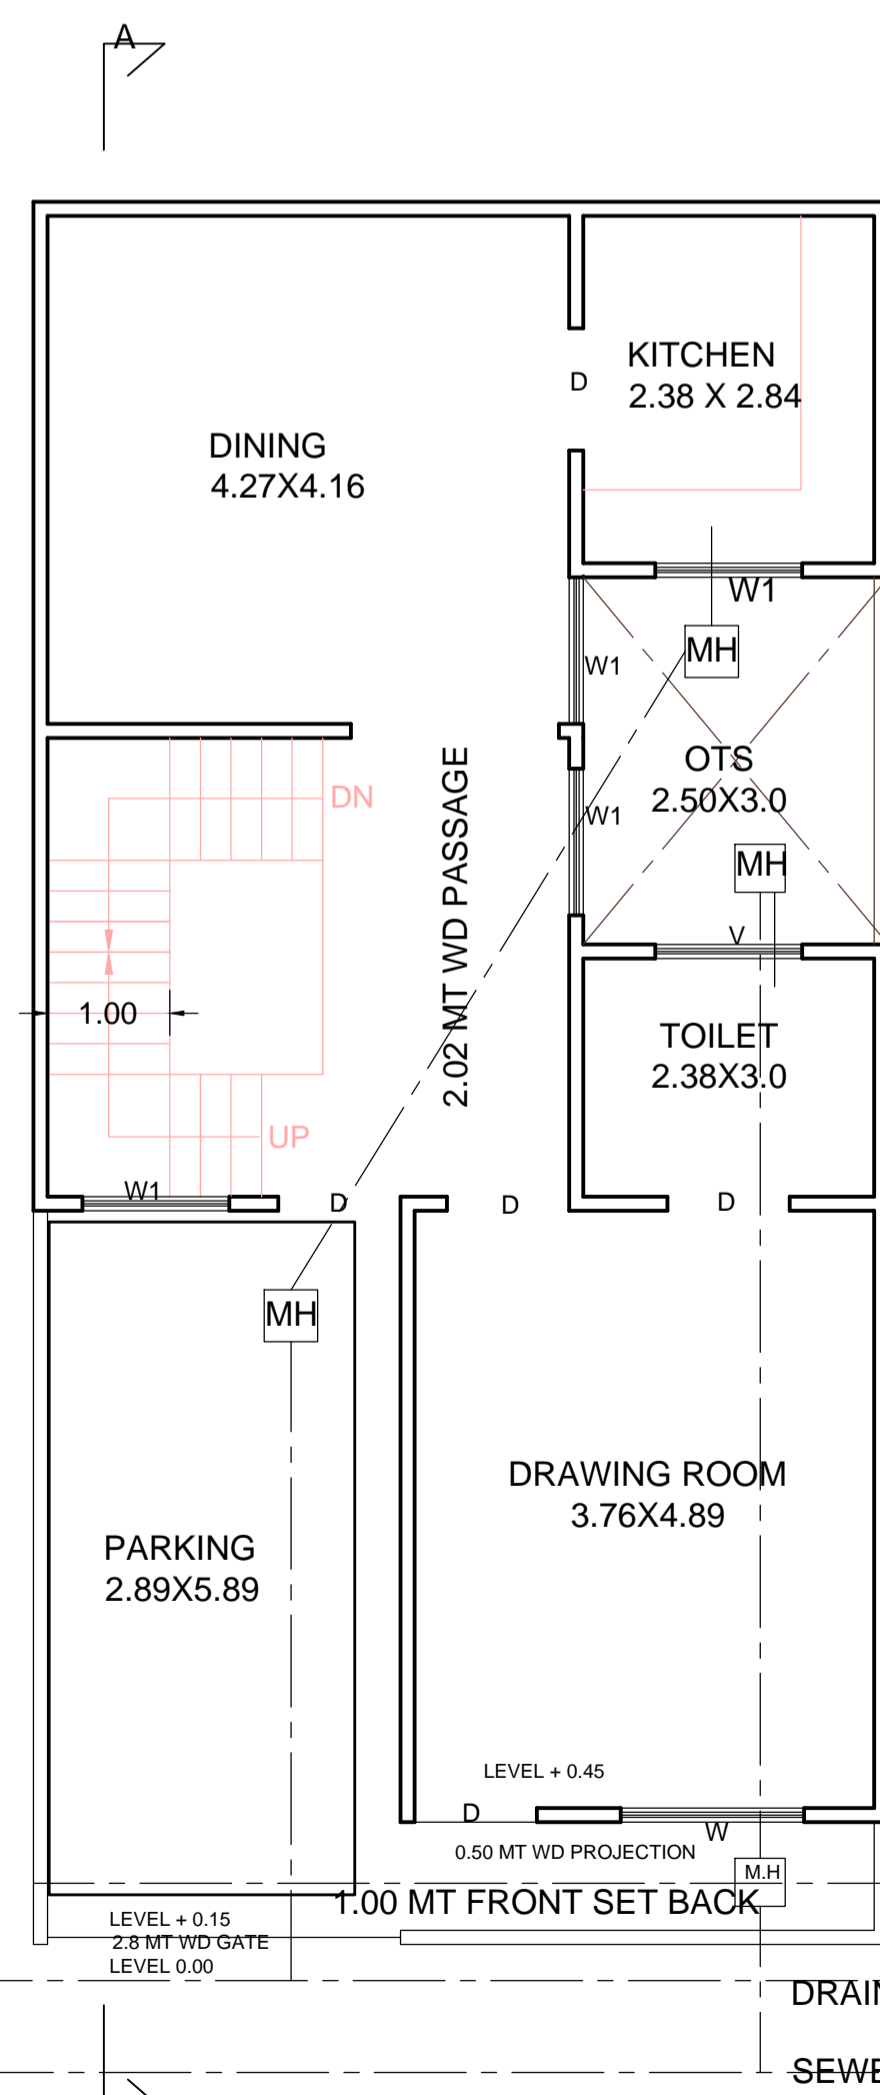 A
KITCHEN
2.38 X 2.84
D
DINING
4.27X4.16
W1
MH
W1
OTS
2.50X3.0
DN
W1
MH
2.02 MT WD PASSAGE
V
1.00
TOILET
2.38X3.0
UP
W1
D
D
D
MH
DRAWING ROOM
3.76X4.89
PARKING
2.89X5.89
LEVEL + 0.45
D
W
0.50 MT WD PROJECTION
M.H
1.00 MT FRONT SET BACK
LEVEL + 0.15
2.8 MT WD GATE
LEVEL 0.00
DRAIN
SEWE